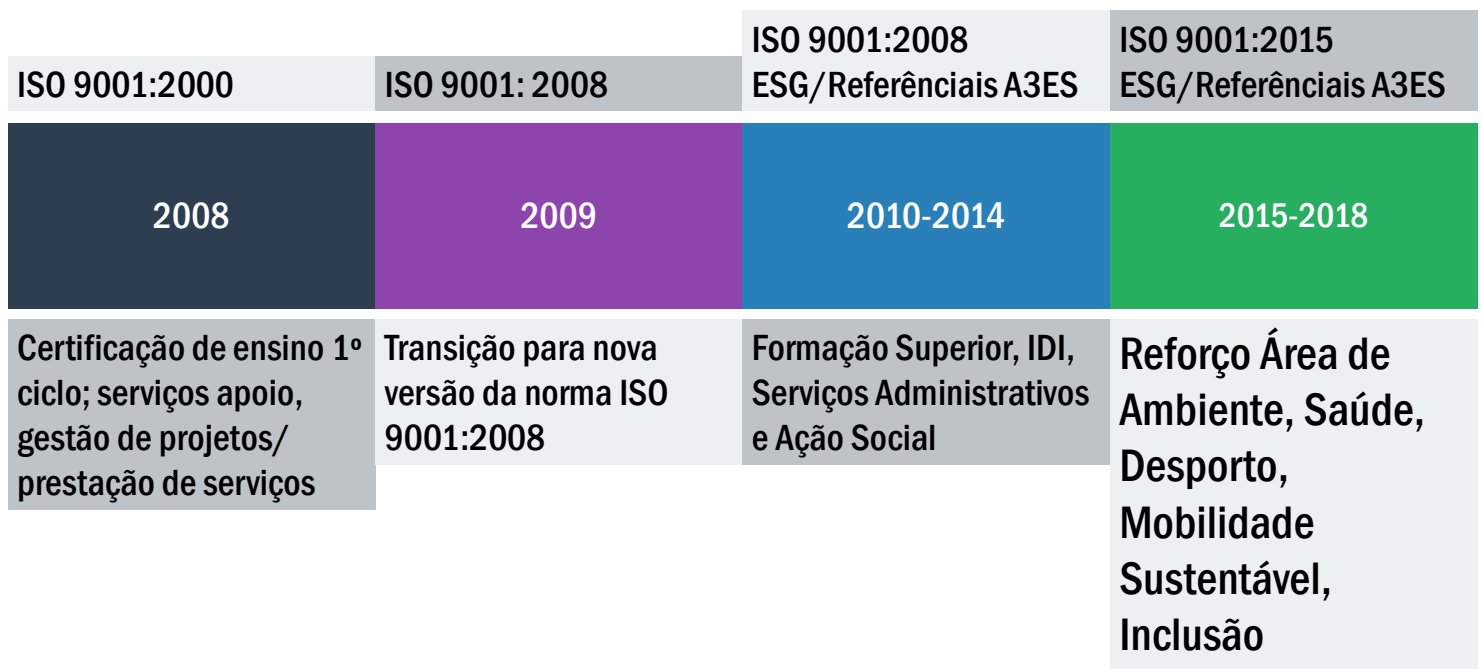 ISO 9001:2000
ISO 9001: 2008
ISO 9001:2008
ESG/Referênciais A3ES
ISO 9001:2015
ESG/Referênciais A3ES
2008
2009
2010-2014
2015-2018
Certificação de ensino 1º
ciclo; serviços apoio,
gestão de projetos/
prestação de serviços
Transição para nova
versão da norma ISO
9001:2008
Formação Superior, IDI,
Serviços Administrativos
e Ação Social
Reforço Área de
Ambiente, Saúde,
Desporto,
Mobilidade
Sustentável,
Inclusão